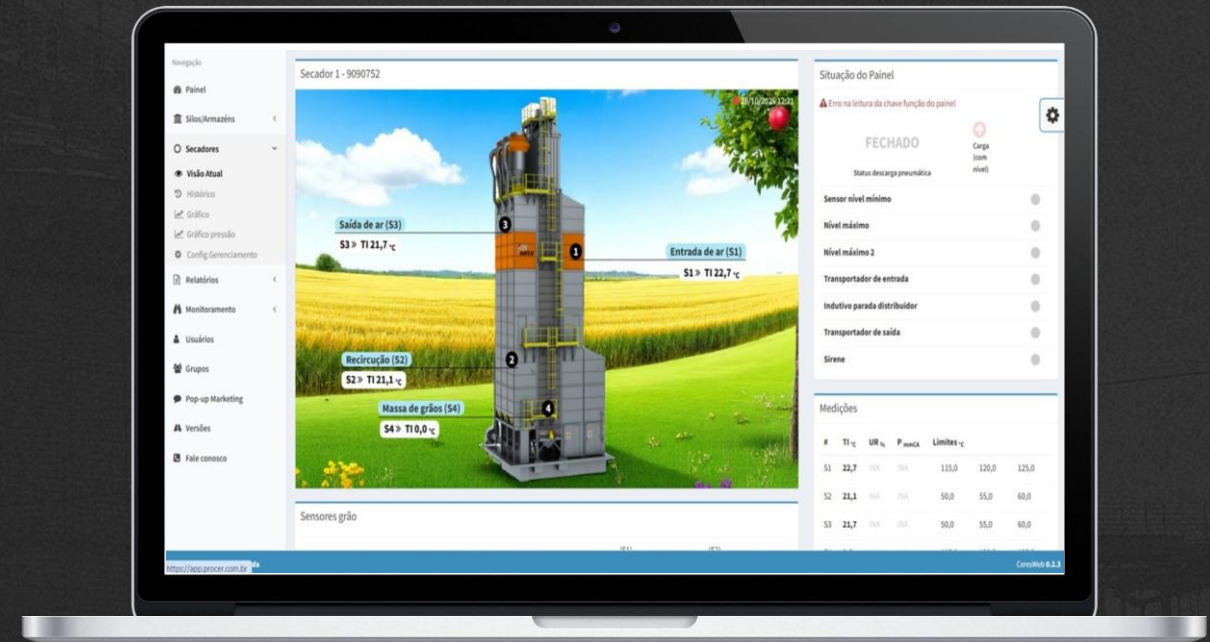 Navegação
Painel
Silos/Armazéns
Secadores
Visão Atual
Histórico
Gráfico
Gráfico pressão
Config.Gerenciamento
Relatórios
Monitoramento
Usuários
Grupos
Pop-up Marketing
Versões
Fale conosco
https://app.procer.com.br
Secador 1 - 9090752
Saída de ar (S3)
S3 » TI 21,7 °C
3
1
Entrada de ar (S1)
S1 » TI 22,7 °C
Recircução (S2)
S2 » TI 21,1 °C
2
Massa de grãos (S4)
S4 » TI 0,0 °C
4
Sensores grão
(S1) (S2)
Situação do Painel
Erro na leitura da chave função do painel
FECHADO
Status descarga pneumática
Carga
(com
nível)
Sensor nível mínimo
Nível máximo
Nível máximo 2
Transportador de entrada
Indutivo parada distribuidor
Transportador de saída
Sirene
Medições
# TI °C UR % P mmCA Limites °C
S1 22,7 N/A N/A 115,0 120,0 125,0
S2 21,1 N/A N/A 50,0 55,0 60,0
S3 21,7 N/A N/A 50,0 55,0 60,0
CeresWeb 0.2.3